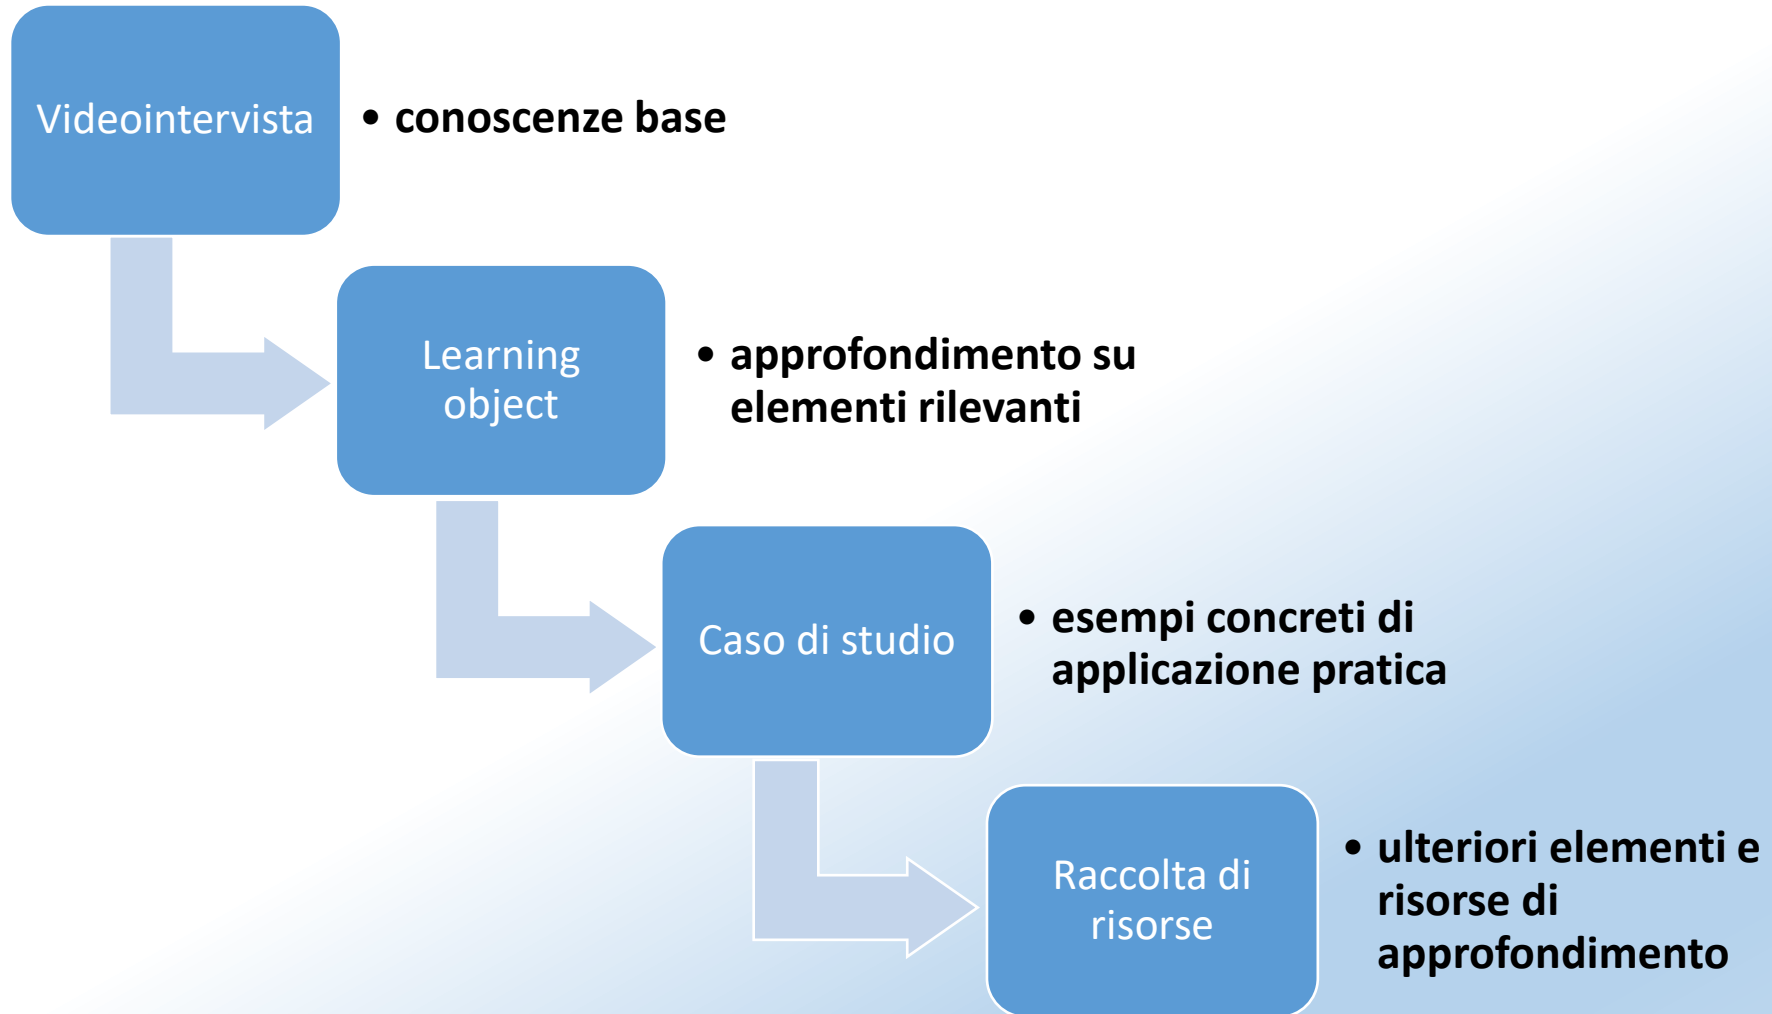 Videointervista
• conoscenze base
Learning
object
• approfondimento su
elementi rilevanti
Caso di studio
• esempi concreti di
applicazione pratica
Raccolta di
risorse
• ulteriori elementi e
risorse di
approfondimento